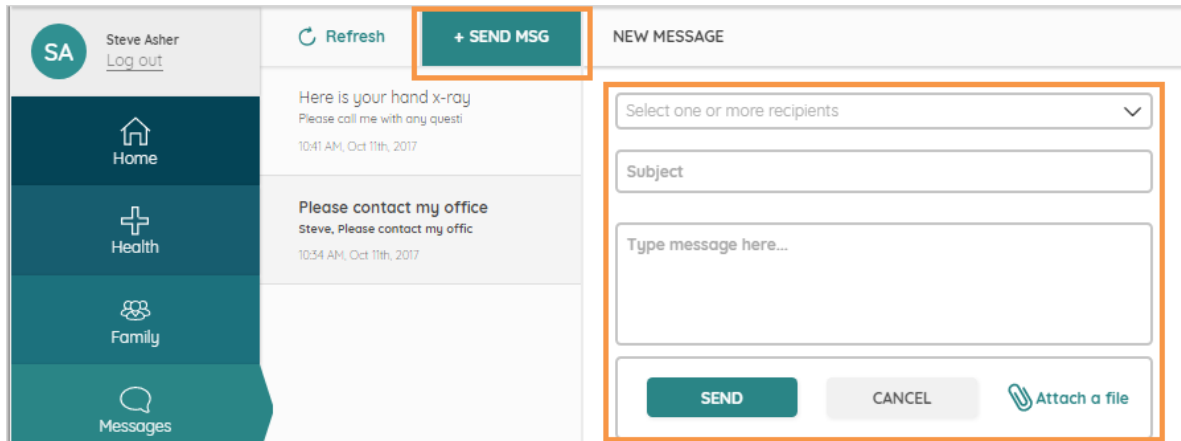 SA
Steve Asher
Log out
Home
Health
Family
Messages
Refresh
+ SEND MSG
Here is your hand x-ray
Please call me with any questi
10:41 AM, Oct 11th, 2017
Please contact my office
Steve, Please contact my offic
10:34 AM, Oct 11th, 2017
NEW MESSAGE
Select one or more recipients
Subject
Type message here...
SEND
CANCEL
Attach a file